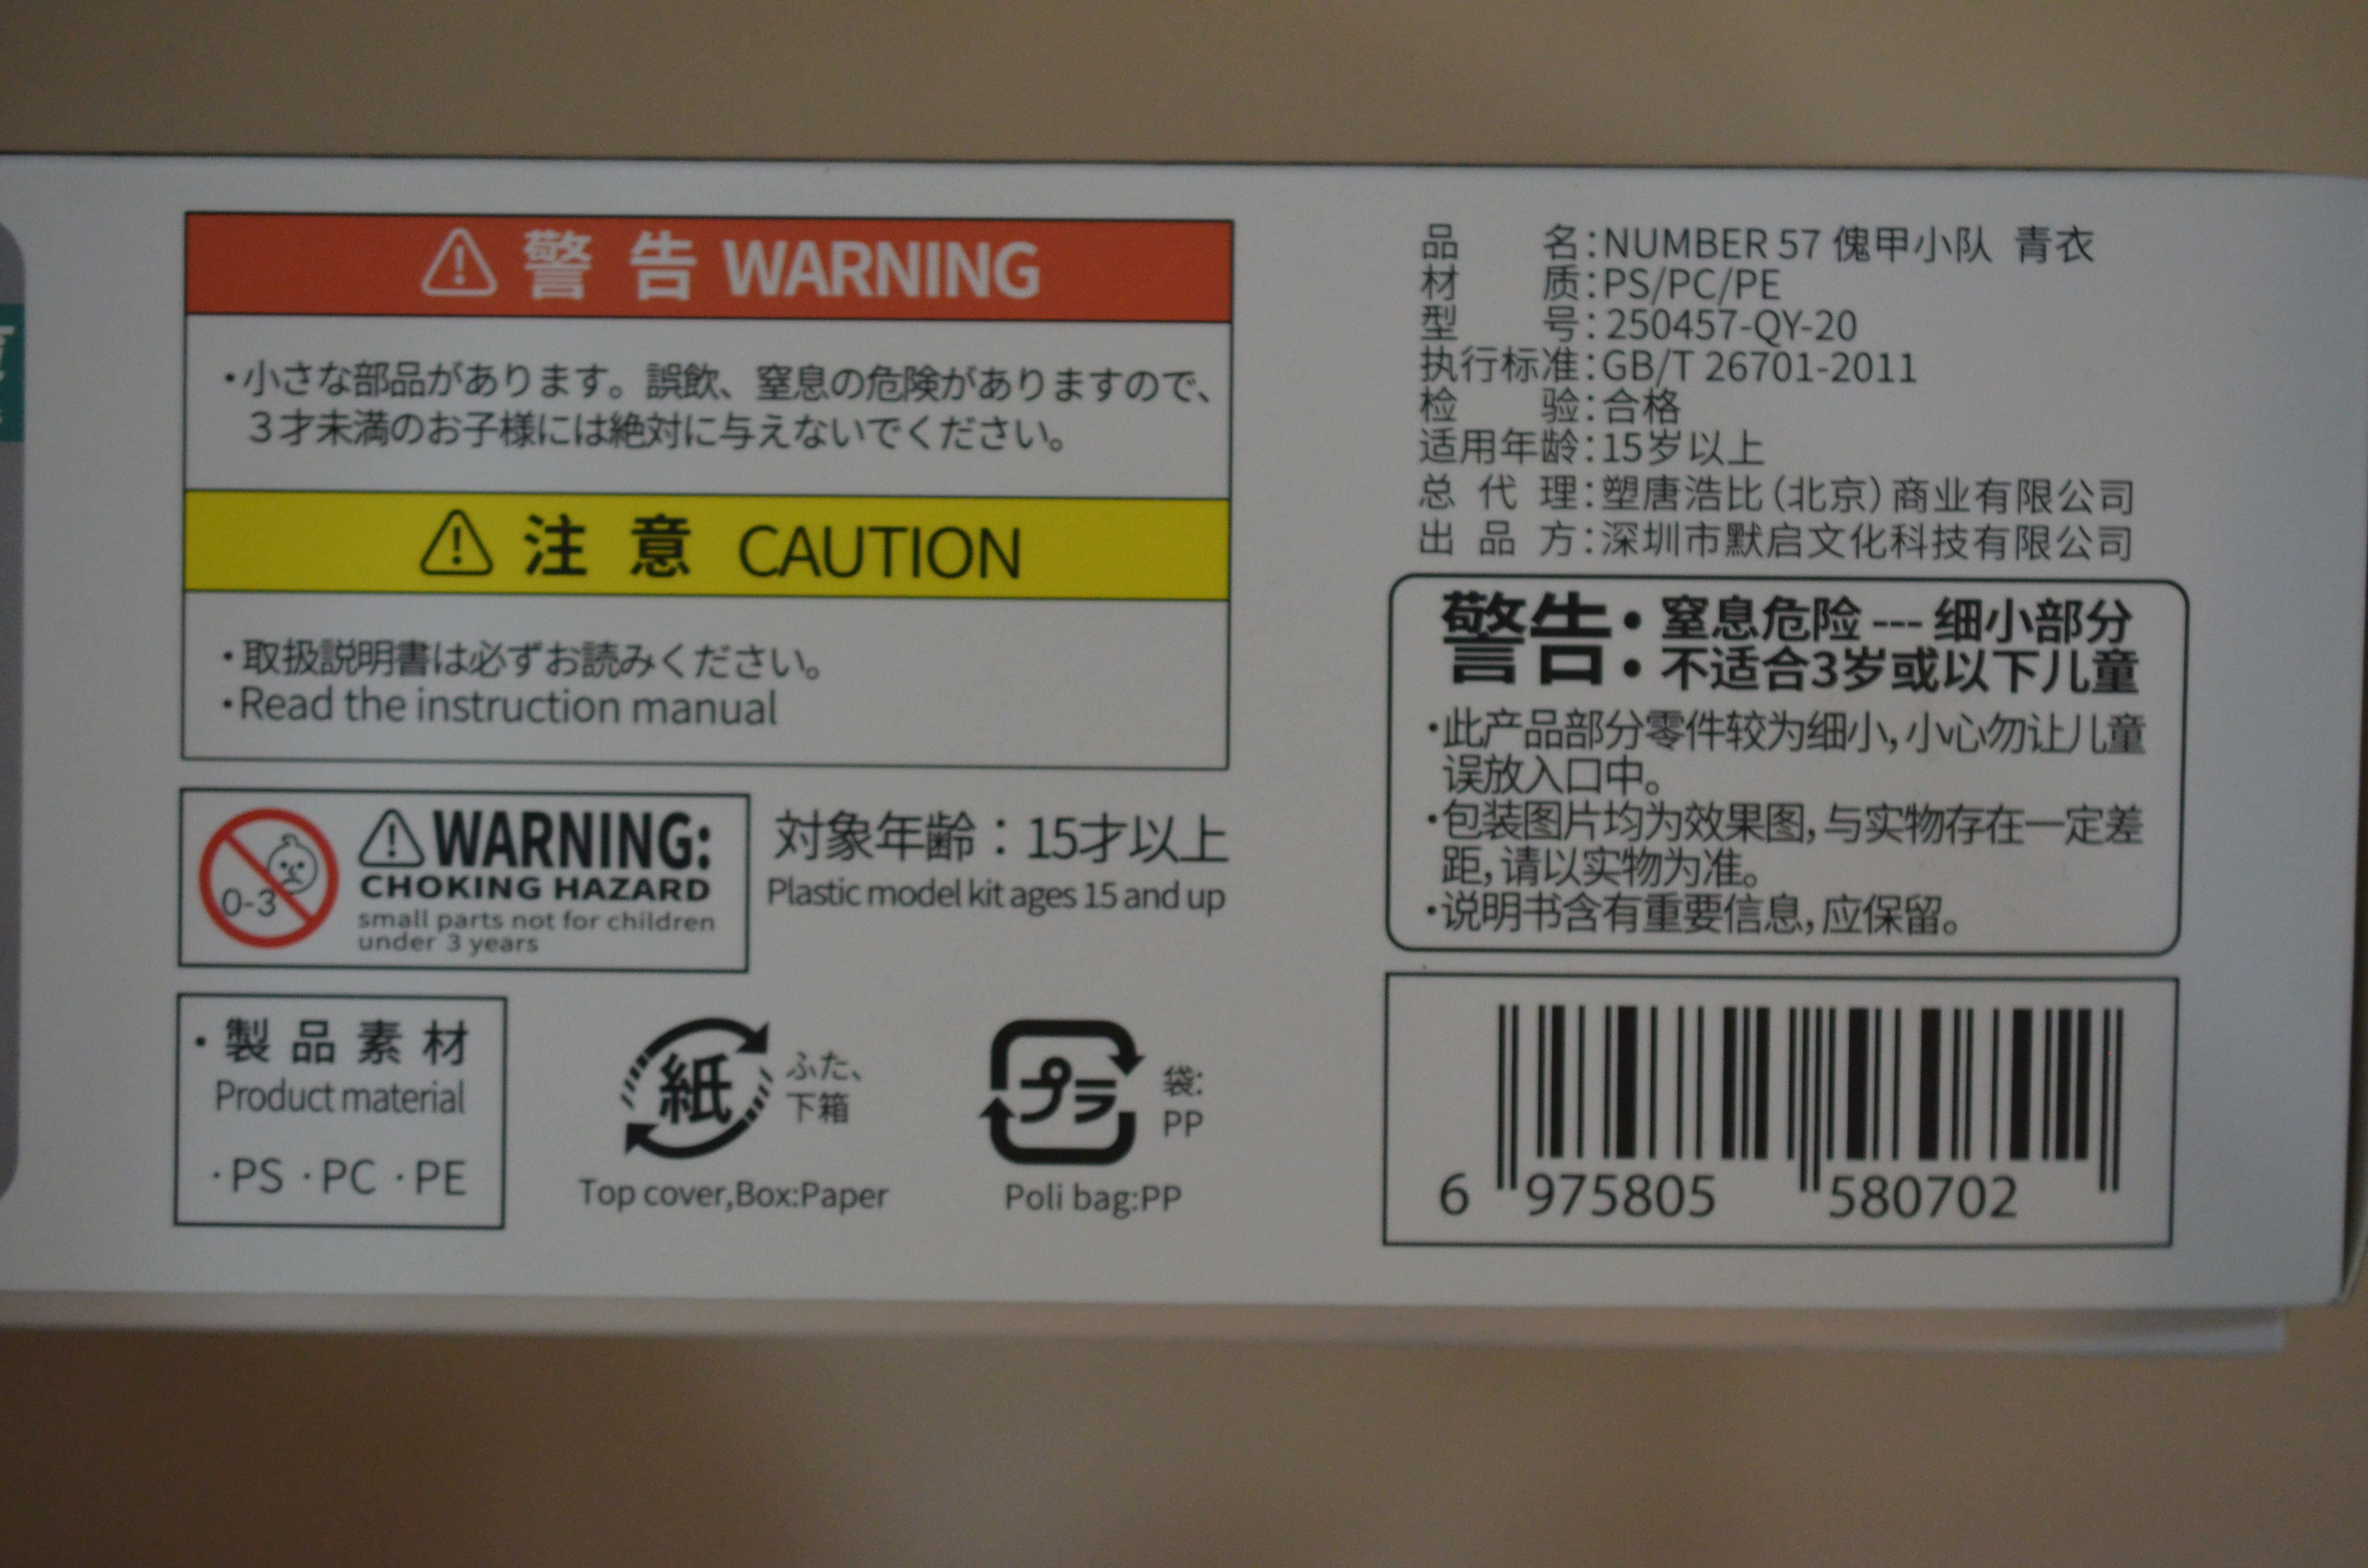 警告 WARNING
・小さな部品があります。誤飲、窒息の危険がありますので、
３才未満のお子様には絶対に与えないでください。
注意 CAUTION
・取扱説明書は必ずお読みください。
・Read the instruction manual
0-3
WARNING:
CHOKING HAZARD
small parts not for children
under 3 years
対象年齢：15才以上
Plastic model kit ages 15 and up
・製品素材
Product material
·PS ·PC ·PE
紙
ふた、
下箱
Top cover,Box:Paper
プラ
袋:
PP
Poli bag:PP
品名:NUMBER 57 傀甲小队 青衣
材质:PS/PC/PE
型号:250457-QY-20
执行标准:GB/T 26701-2011
检验:合格
适用年龄:15岁以上
总代理:塑唐浩比(北京)商业有限公司
出品方:深圳市默启文化科技有限公司
警告: 窒息危险---细小部分
警告: 不适合3岁或以下儿童
·此产品部分零件较为细小,小心勿让儿童
误放入口中。
·包装图片均为效果图,与实物存在一定差
距,请以实物为准。
·说明书含有重要信息,应保留。
6 975805 580702